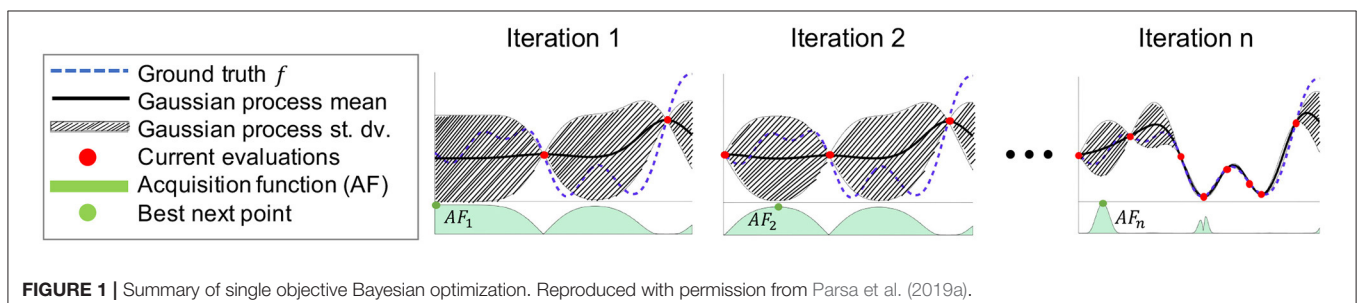 Iteration 1
Iteration 2
Iteration n
Ground truth f
Gaussian process mean
Gaussian process st. dv.
Current evaluations
Acquisition function (AF)
Best next point
AF₁
AF₂
AFₙ
FIGURE 1 | Summary of single objective Bayesian optimization. Reproduced with permission from Parsa et al. (2019a).